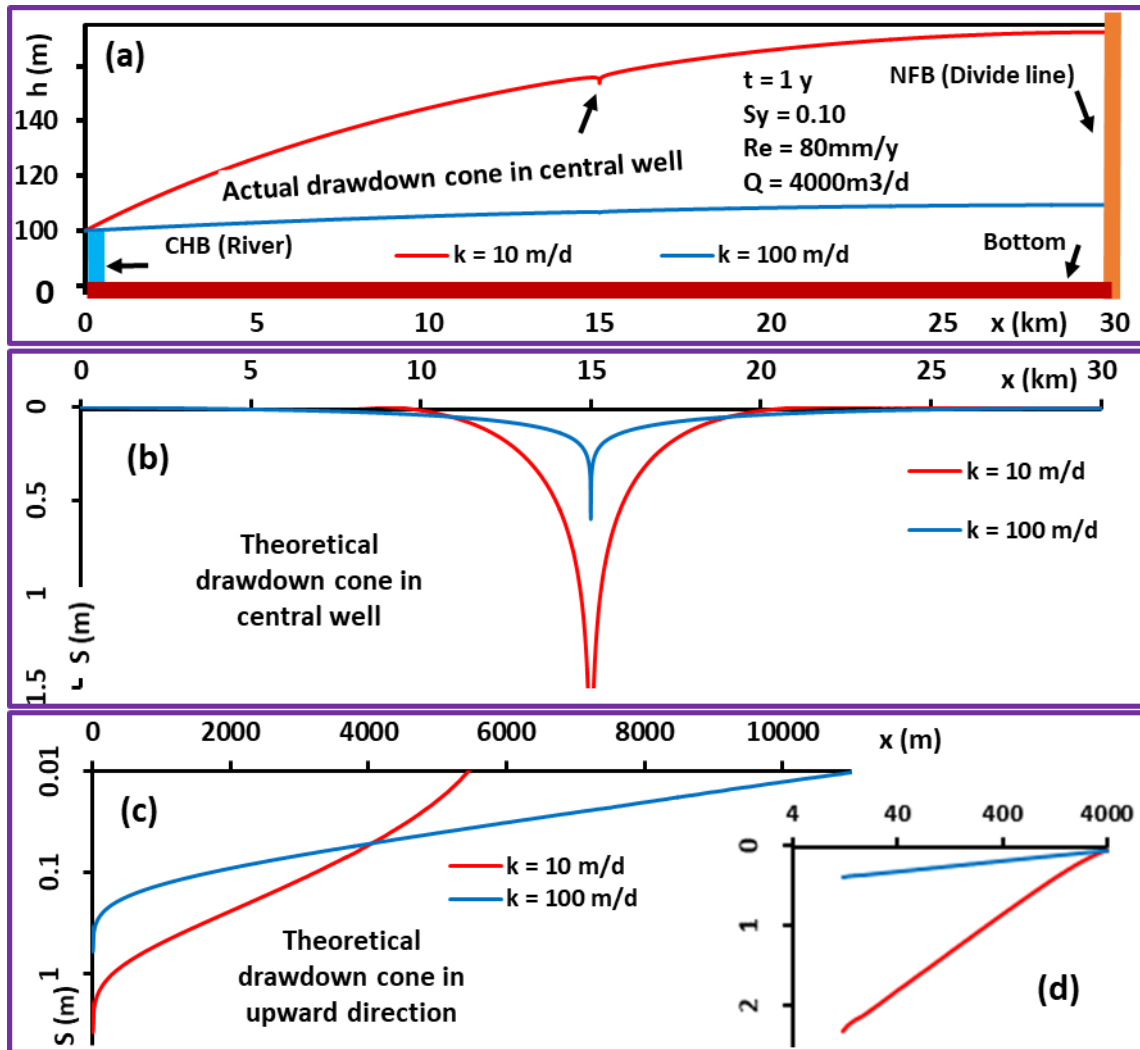 (a)
h (m)
140
120
100
0
t = 1 y
Sy = 0.10
Re = 80mm/y
Q = 4000m3/d
NFB (Divide line)
Actual drawdown cone in central well
CHB (River)
k = 10 m/d
k = 100 m/d
Bottom
0 5 10 15 20 25 x (km) 30
0 5 10 15 20 25 x (km) 30
0
0.5
1
1.5
S (m)
(b)
Theoretical
drawdown cone in
central well
k = 10 m/d
k = 100 m/d
0 2000 4000 6000 8000 10000 x (m)
0.01
0.1
1
S (m)
(c)
k = 10 m/d
k = 100 m/d
Theoretical
drawdown cone in
upward direction
4 40 400 4000
0
1
2
(d)